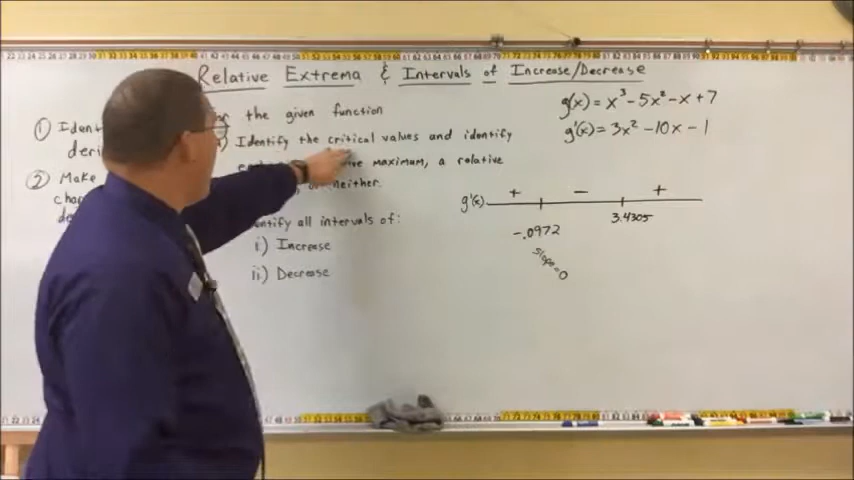 Relative Extrema & Intervals of Increase/Decrease
① Iden
der
② Make
cha
d
the given function
Identify the critical values and identify
maximum, a relative
or neither.
ntify all intervals of:
i.) Increase
ii.) Decrease
g(x) = x³ - 5x² - x + 7
g'(x) = 3x² - 10x - 1
+ - +
g'(x)
-.0972 3.4305
slope=0